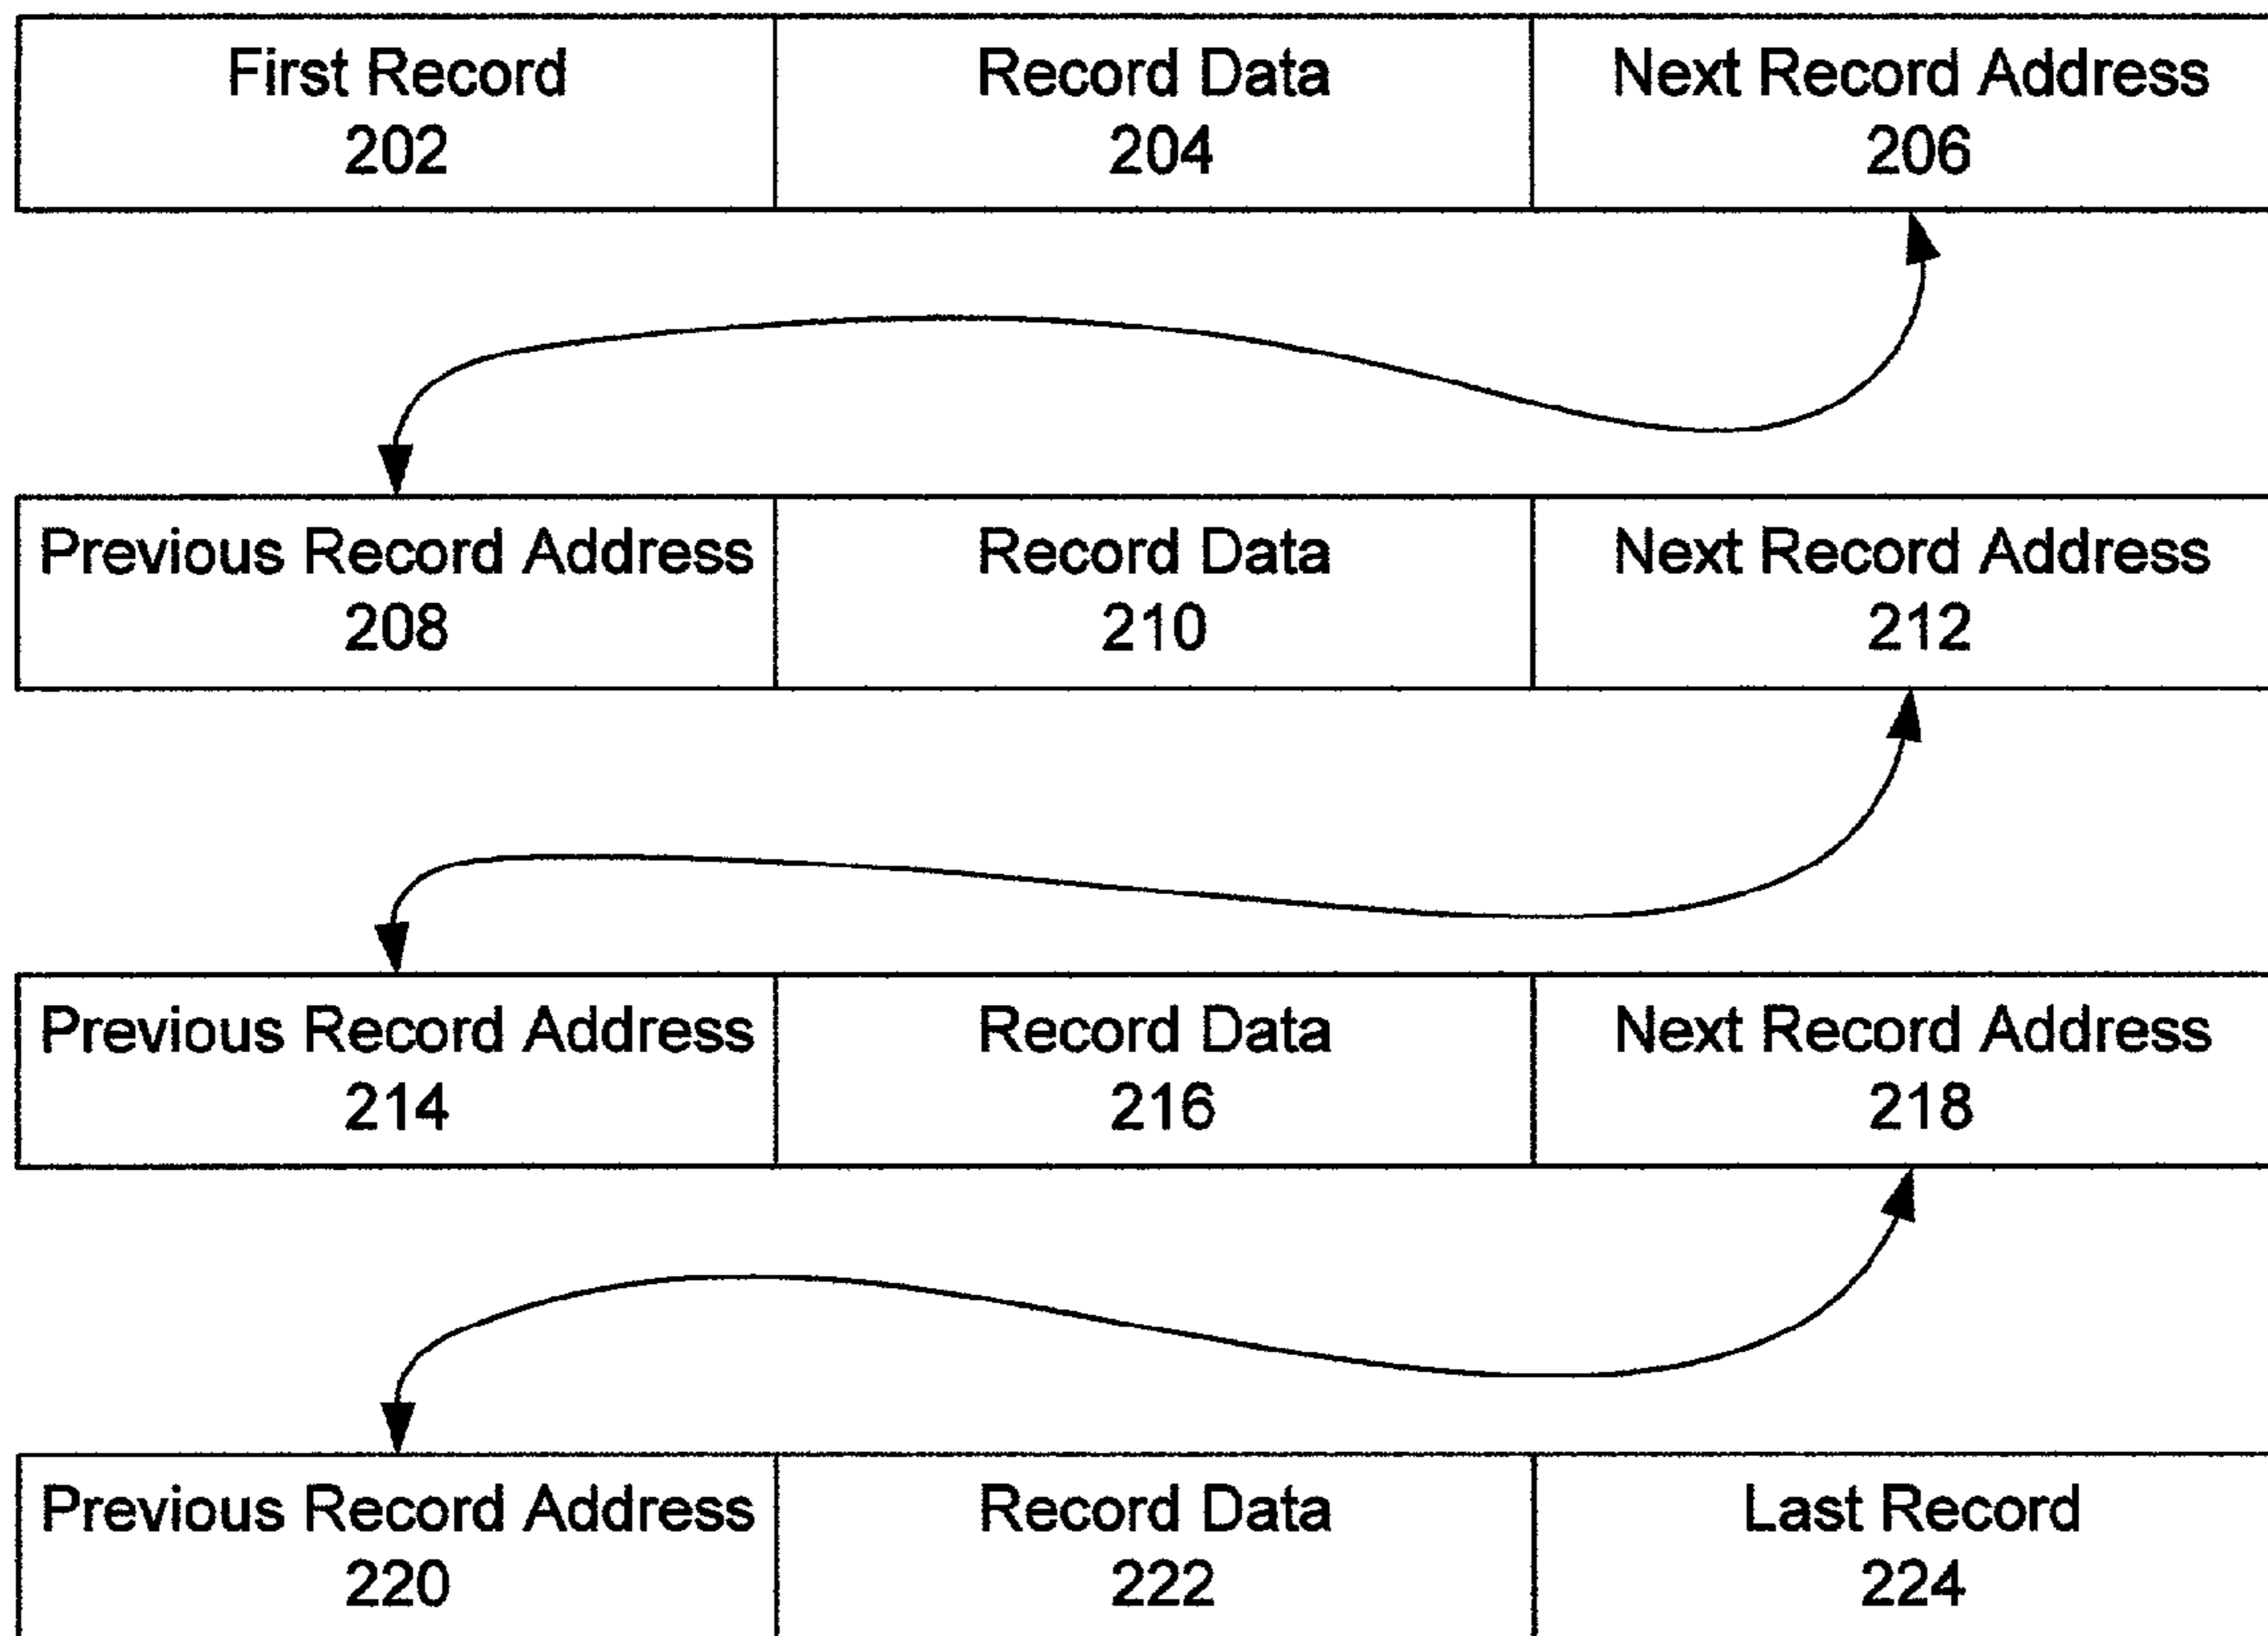 First Record
202
Record Data
204
Next Record Address
206
Previous Record Address
208
Record Data
210
Next Record Address
212
Previous Record Address
214
Record Data
216
Next Record Address
218
Previous Record Address
220
Record Data
222
Last Record
224